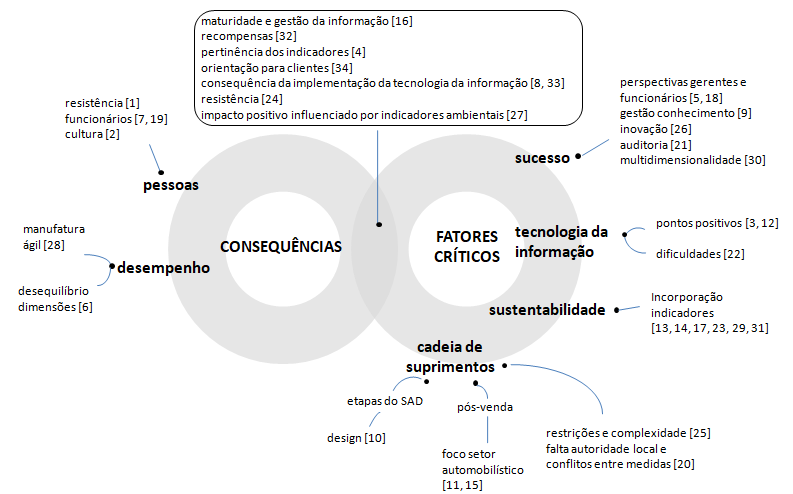 maturidade e gestão da informação [16]
recompensas [32]
pertinência dos indicadores [4]
orientação para clientes [34]
consequência da implementação da tecnologia da informação [8, 33]
resistência [24]
impacto positivo influenciado por indicadores ambientais [27]
resistência [1]
funcionários [7, 19]
cultura [2]
pessoas
manufatura
ágil [28]
desempenho
desequilíbrio
dimensões [6]
CONSEQUÊNCIAS
FATORES
CRÍTICOS
perspectivas gerentes e
funcionários [5, 18]
gestão conhecimento [9]
inovação [26]
auditoria [21]
multidimensionalidade [30]
sucesso
tecnologia da
informação
pontos positivos [3, 12]
dificuldades [22]
sustentabilidade
Incorporação
indicadores
[13, 14, 17, 23, 29, 31]
cadeia de
suprimentos
etapas do SAD
design [10]
pós-venda
foco setor
automobilístico
[11, 15]
restrições e complexidade [25]
falta autoridade local e
conflitos entre medidas [20]